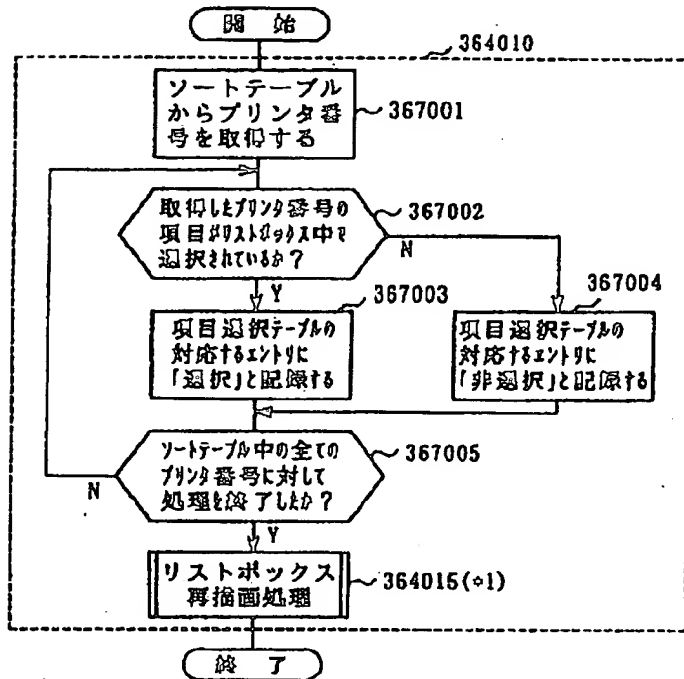 開 始
364010
ソートテーブル
からプリンタ番
号を取得する
367001
取得したプリンタ番号の
項目がリストボックス中で
選択されているか？
367002
N
Y
367003
367004
項目選択テーブルの
対応するエントリに
「選択」と記録する
項目選択テーブルの
対応するエントリに
「非選択」と記録する
ソートテーブル中の全ての
プリンタ番号に対して
処理を終了したか？
367005
N
Y
リストボックス
再描画処理
364015(*1)
終 了